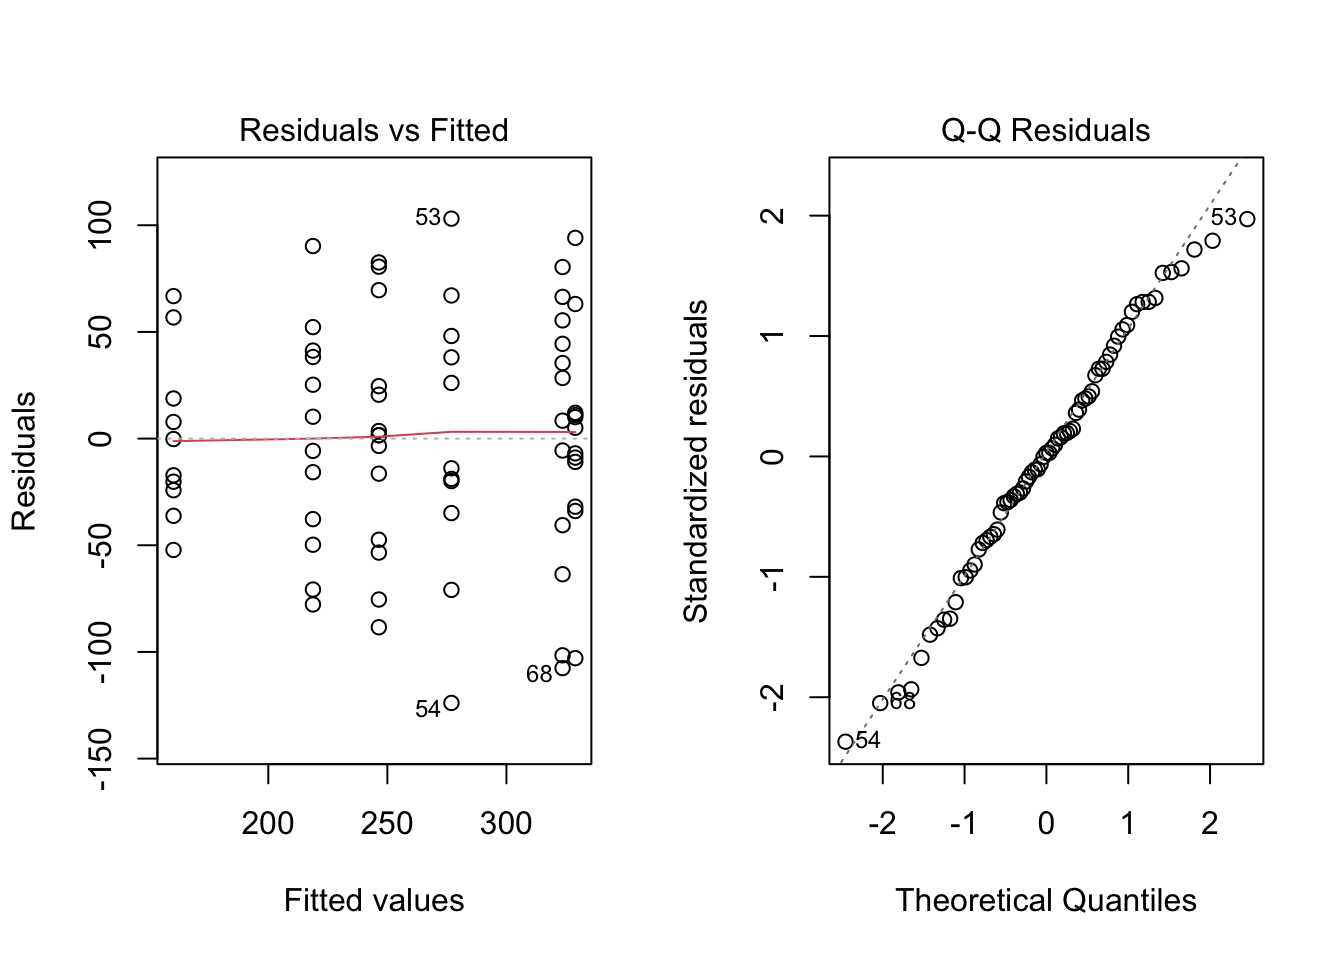 Residuals vs Fitted
Residuals
100
50
0
-50
-100
-150
53
68
54
200 250 300
Fitted values
Q-Q Residuals
Standardized residuals
2
1
0
-1
-2
53
68
54
-2 -1 0 1 2
Theoretical Quantiles